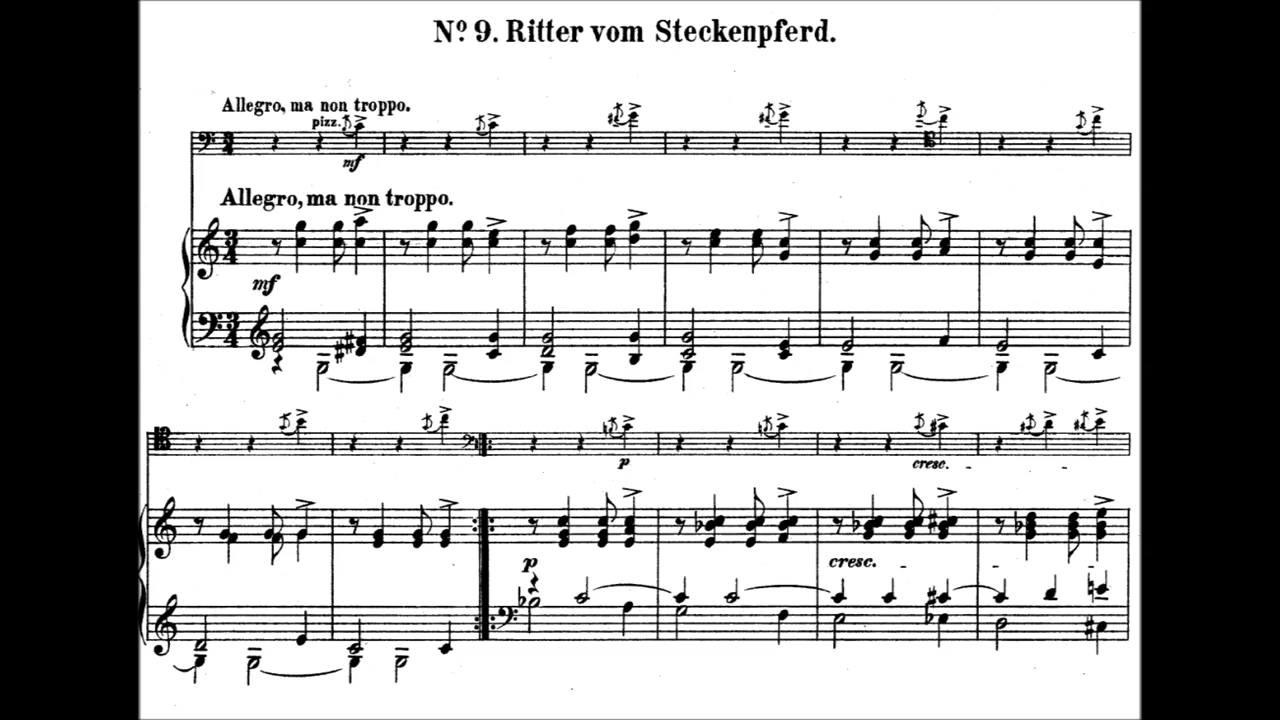 Nº 9. Ritter vom Steckenpferd.
Allegro, ma non troppo.
pizz.
mf
Allegro, ma non troppo.
mf
p
cresc.
p
cresc.